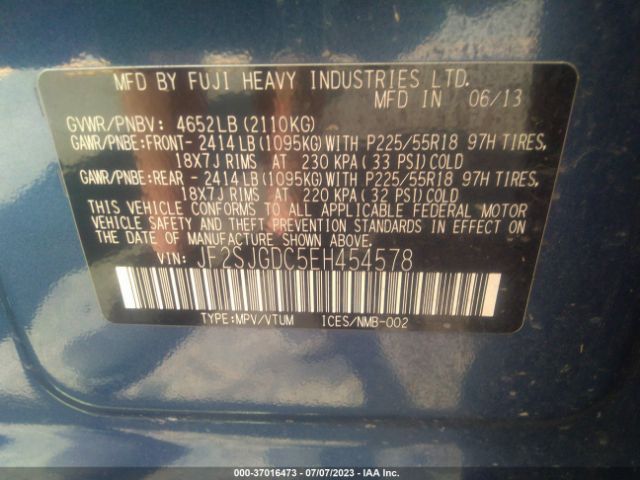 MFD BY FUJI HEAVY INDUSTRIES LTD.
MFD IN 06/13
GVWR/PNBV: 4652LB (2110KG)
GAWR/PNBE:FRONT- 2414LB (1095KG) WITH P225/55R18 97H TIRES,
18X7J RIMS AT 230 KPA (33 PSI) COLD
GAWR/PNBE:REAR - 2414LB (1095KG) WITH P225/55R18 97H TIRES,
18X7J RIMS AT 220 KPA (32 PSI) COLD
THIS VEHICLE CONFORMS TO ALL APPLICABLE FEDERAL MOTOR
VEHICLE SAFETY AND THEFT PREVENTION STANDARDS IN EFFECT ON
THE DATE OF MANUFACTURE SHOWN ABOVE.
VIN: JF2SJGDC5EH454578
TYPE:MPV/VTUM ICES/NMB-002
000-37016473 - 07/07/2023 - IAA Inc.